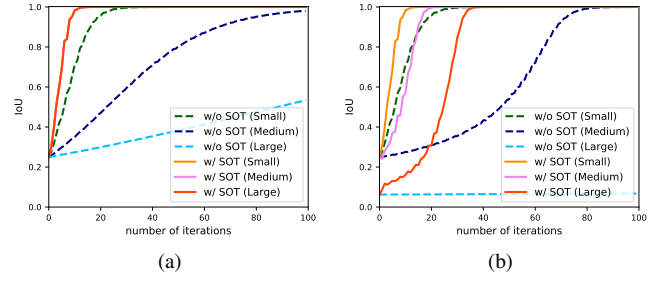 1.0
0.8
0.6
0.4
0.2
0.0
IoU
0 20 40 60 80 100
number of iterations
w/o SOT (Small)
w/o SOT (Medium)
w/o SOT (Large)
w/ SOT (Small)
w/ SOT (Medium)
w/ SOT (Large)
(a)
1.0
0.8
0.6
0.4
0.2
0.0
IoU
0 20 40 60 80 100
number of iterations
w/o SOT (Small)
w/o SOT (Medium)
w/o SOT (Large)
w/ SOT (Small)
w/ SOT (Medium)
w/ SOT (Large)
(b)